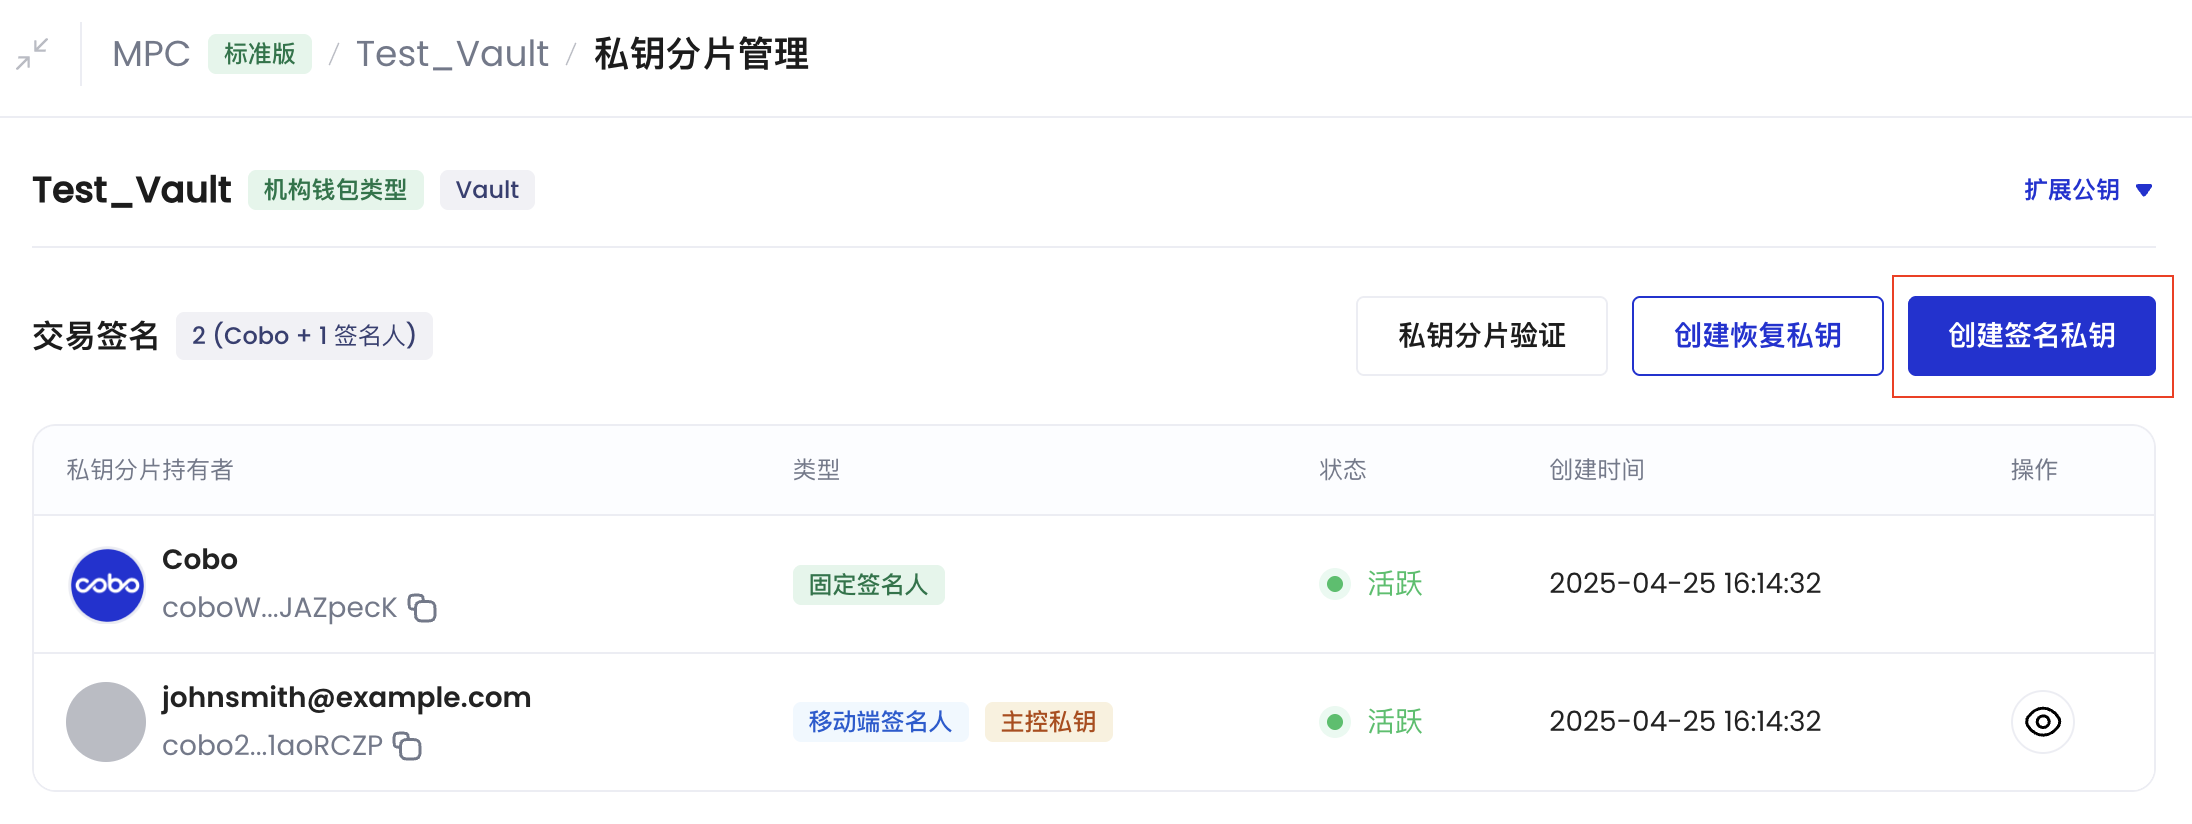 MPC 标准版 / Test_Vault / 私钥分片管理
Test_Vault 机构钱包类型 Vault 扩展公钥
交易签名 2 (Cobo + 1 签名人) 私钥分片验证 创建恢复私钥 创建签名私钥
私钥分片持有者 类型 状态 创建时间 操作
cobo
Cobo
coboW...JAZpecK
固定签名人 活跃 2025-04-25 16:14:32
johnsmith@example.com
cobo2...1aoRCZP
移动端签名人 主控私钥 活跃 2025-04-25 16:14:32